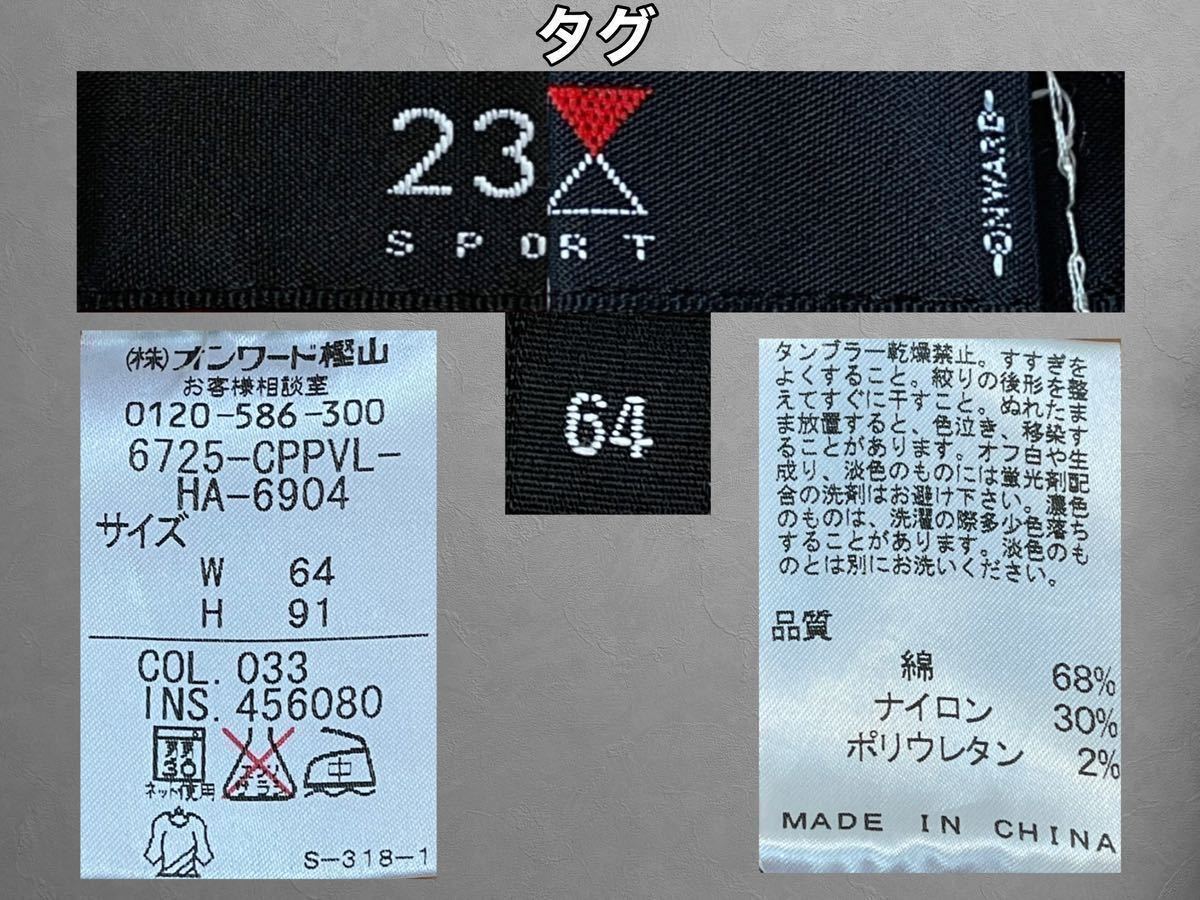 タグ
23
SPORT
ONWARD
64
(株)オンワード樫山
お客様相談室
0120-586-300
6725-CPPVL-
HA-6904
サイズ
W 64
H 91
COL. 033
INS. 456080
30
ネット使用
エンソ
サラシ
中
S-318-1
タンブラー乾燥禁止。すすぎを
よくすること。絞りの後形を整
えてすぐに干すこと。ぬれたま
ま放置すると、色泣き、移染す
ることがあります。オフ白や生
成り、淡色のものには蛍光剤配
合の洗剤はお避け下さい。濃色
のものは、洗濯の際多少色落ち
することがあります。淡色のも
のとは別にお洗いください。
品質
綿 68%
ナイロン 30%
ポリウレタン 2%
MADE IN CHINA